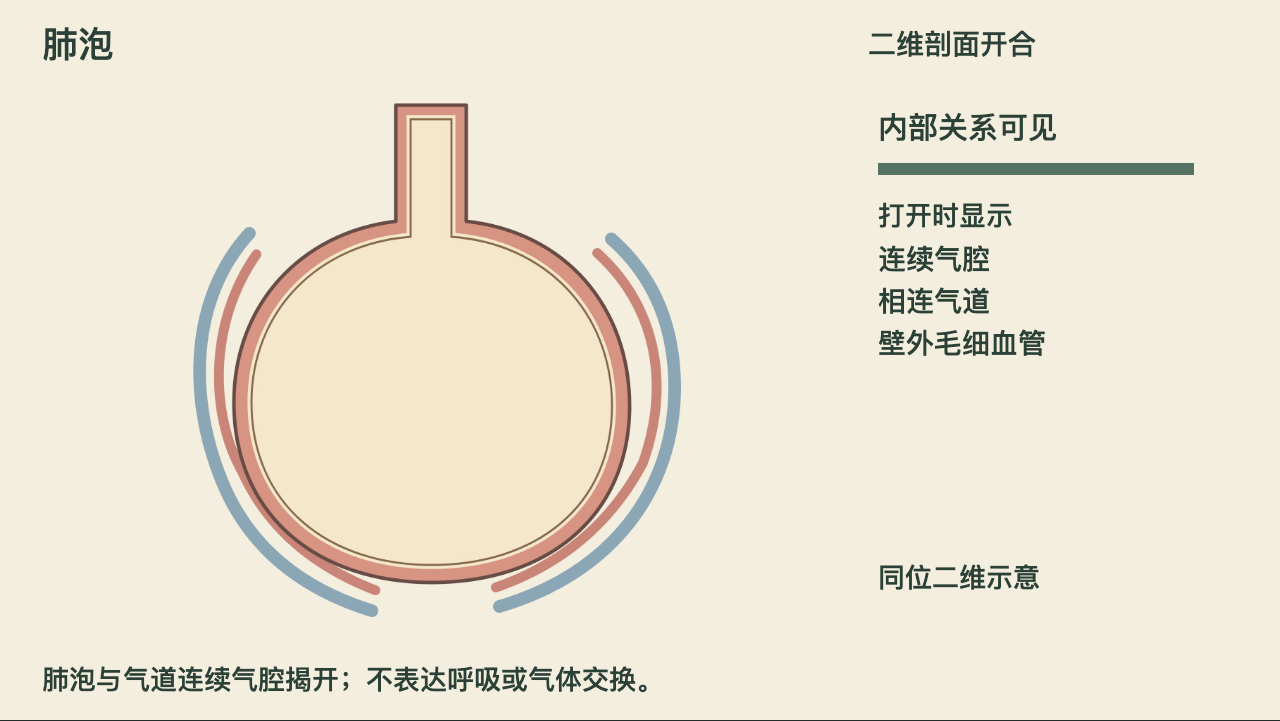 肺泡
二维剖面开合
内部关系可见
打开时显示
连续气腔
相连气道
壁外毛细血管
同位二维示意
肺泡与气道连续气腔揭开；不表达呼吸或气体交换。